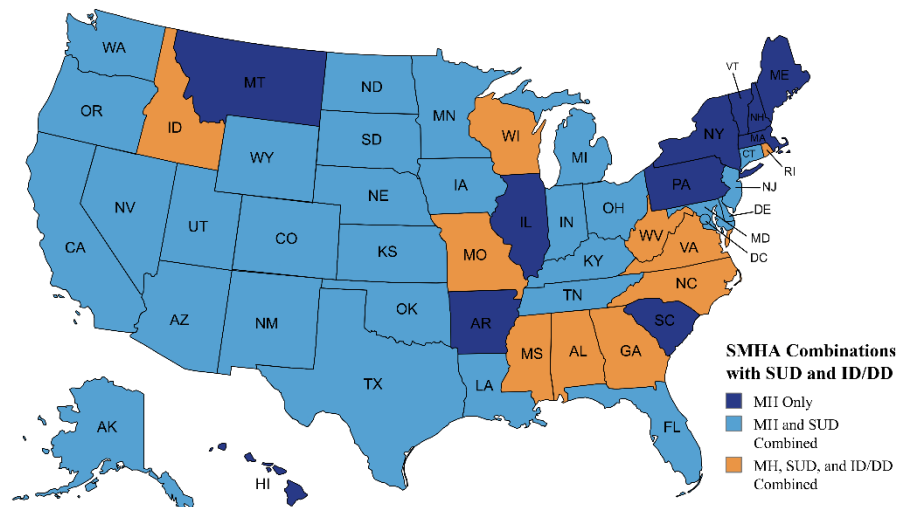 WA
MT
ND
MN
VT
ME
OR
ID
SD
WI
NH
NY
MA
WY
MI
CT
RI
IA
PA
NJ
NV
NE
IL
IN
OH
DE
UT
CO
WV
MD
CA
KS
MO
VA
DC
KY
NC
TN
AZ
NM
OK
AR
SC
MS
AL
GA
SMHA Combinations
with SUD and ID/DD
TX
LA
MH Only
AK
FL
MH and SUD
Combined
HI
MH, SUD, and ID/DD
Combined